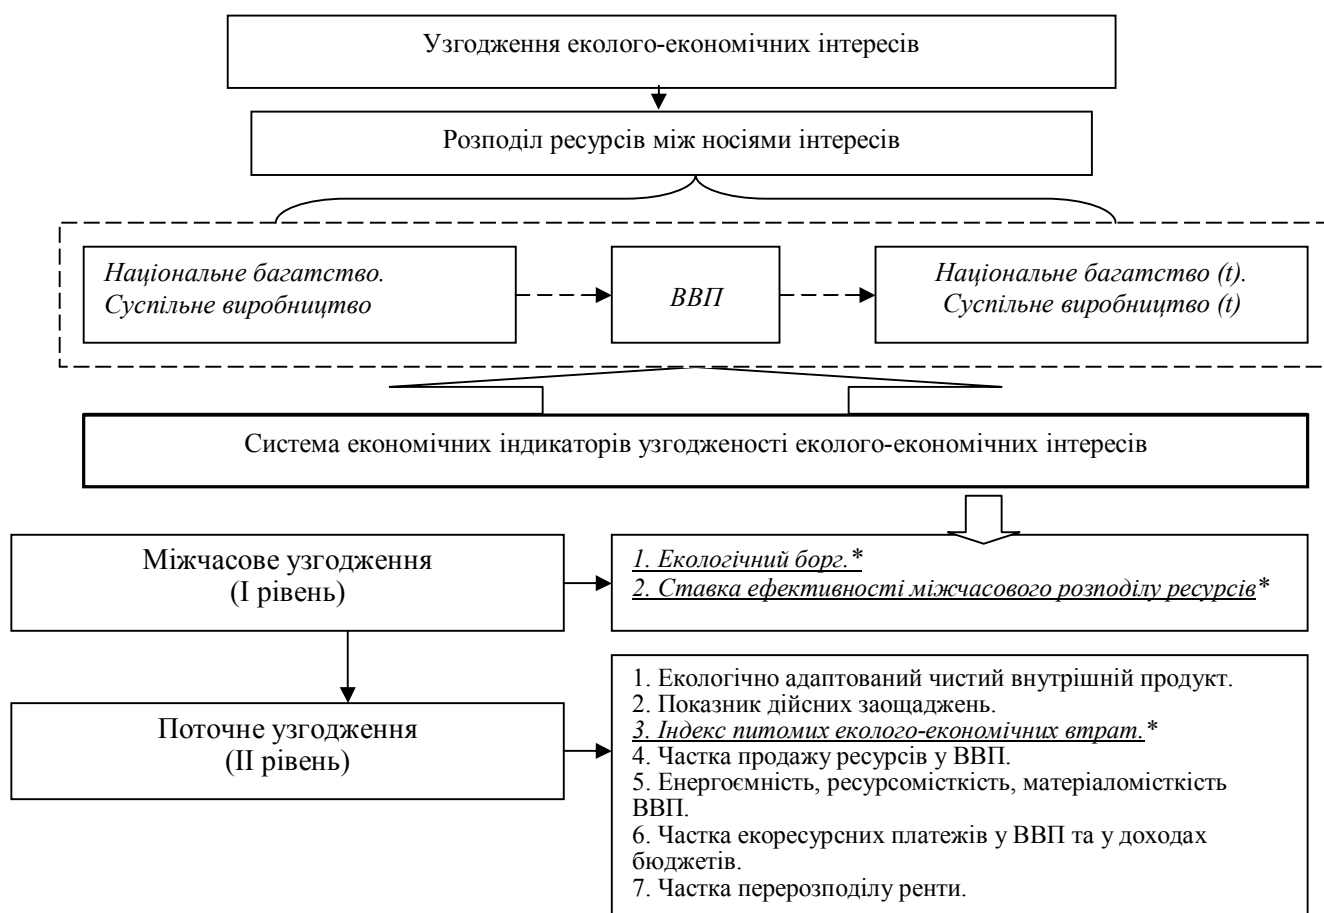 Узгодження еколого-економічних інтересів
Розподіл ресурсів між носіями інтересів
Національне багатство.
Суспільне виробництво
ВВП
Національне багатство (t).
Суспільне виробництво (t)
Система економічних індикаторів узгодженості еколого-економічних інтересів
Міжчасове узгодження
(І рівень)
1. Екологічний борг.*
2. Ставка ефективності міжчасового розподілу ресурсів*
Поточне узгодження
(ІІ рівень)
1. Екологічно адаптований чистий внутрішній продукт.
2. Показник дійсних заощаджень.
3. Індекс питомих еколого-економічних втрат.*
4. Частка продажу ресурсів у ВВП.
5. Енергоємність, ресурсомісткість, матеріаломісткість
ВВП.
6. Частка екоресурсних платежів у ВВП та у доходах
бюджетів.
7. Частка перерозподілу ренти.